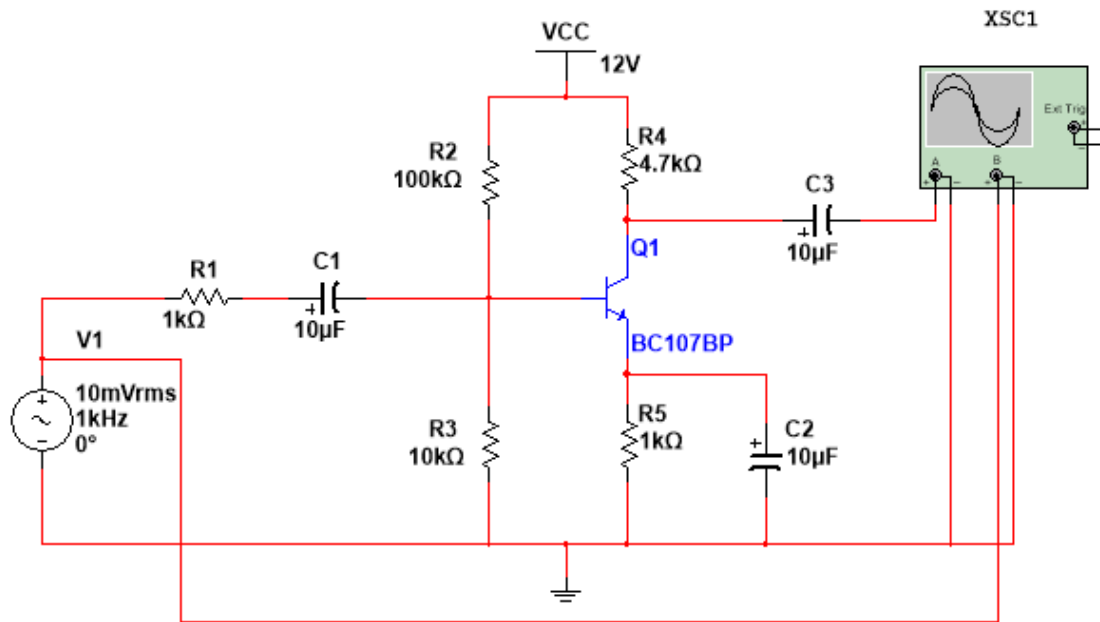 XSC1
VCC
12V
Ext Trig
+
−
A
B
+ − + −
R2
100kΩ
R4
4.7kΩ
C3
+
10µF
Q1
R1
1kΩ
C1
+
10µF
BC107BP
V1
+
10mVrms
1kHz
0°
−
R3
10kΩ
R5
1kΩ
C2
+
10µF